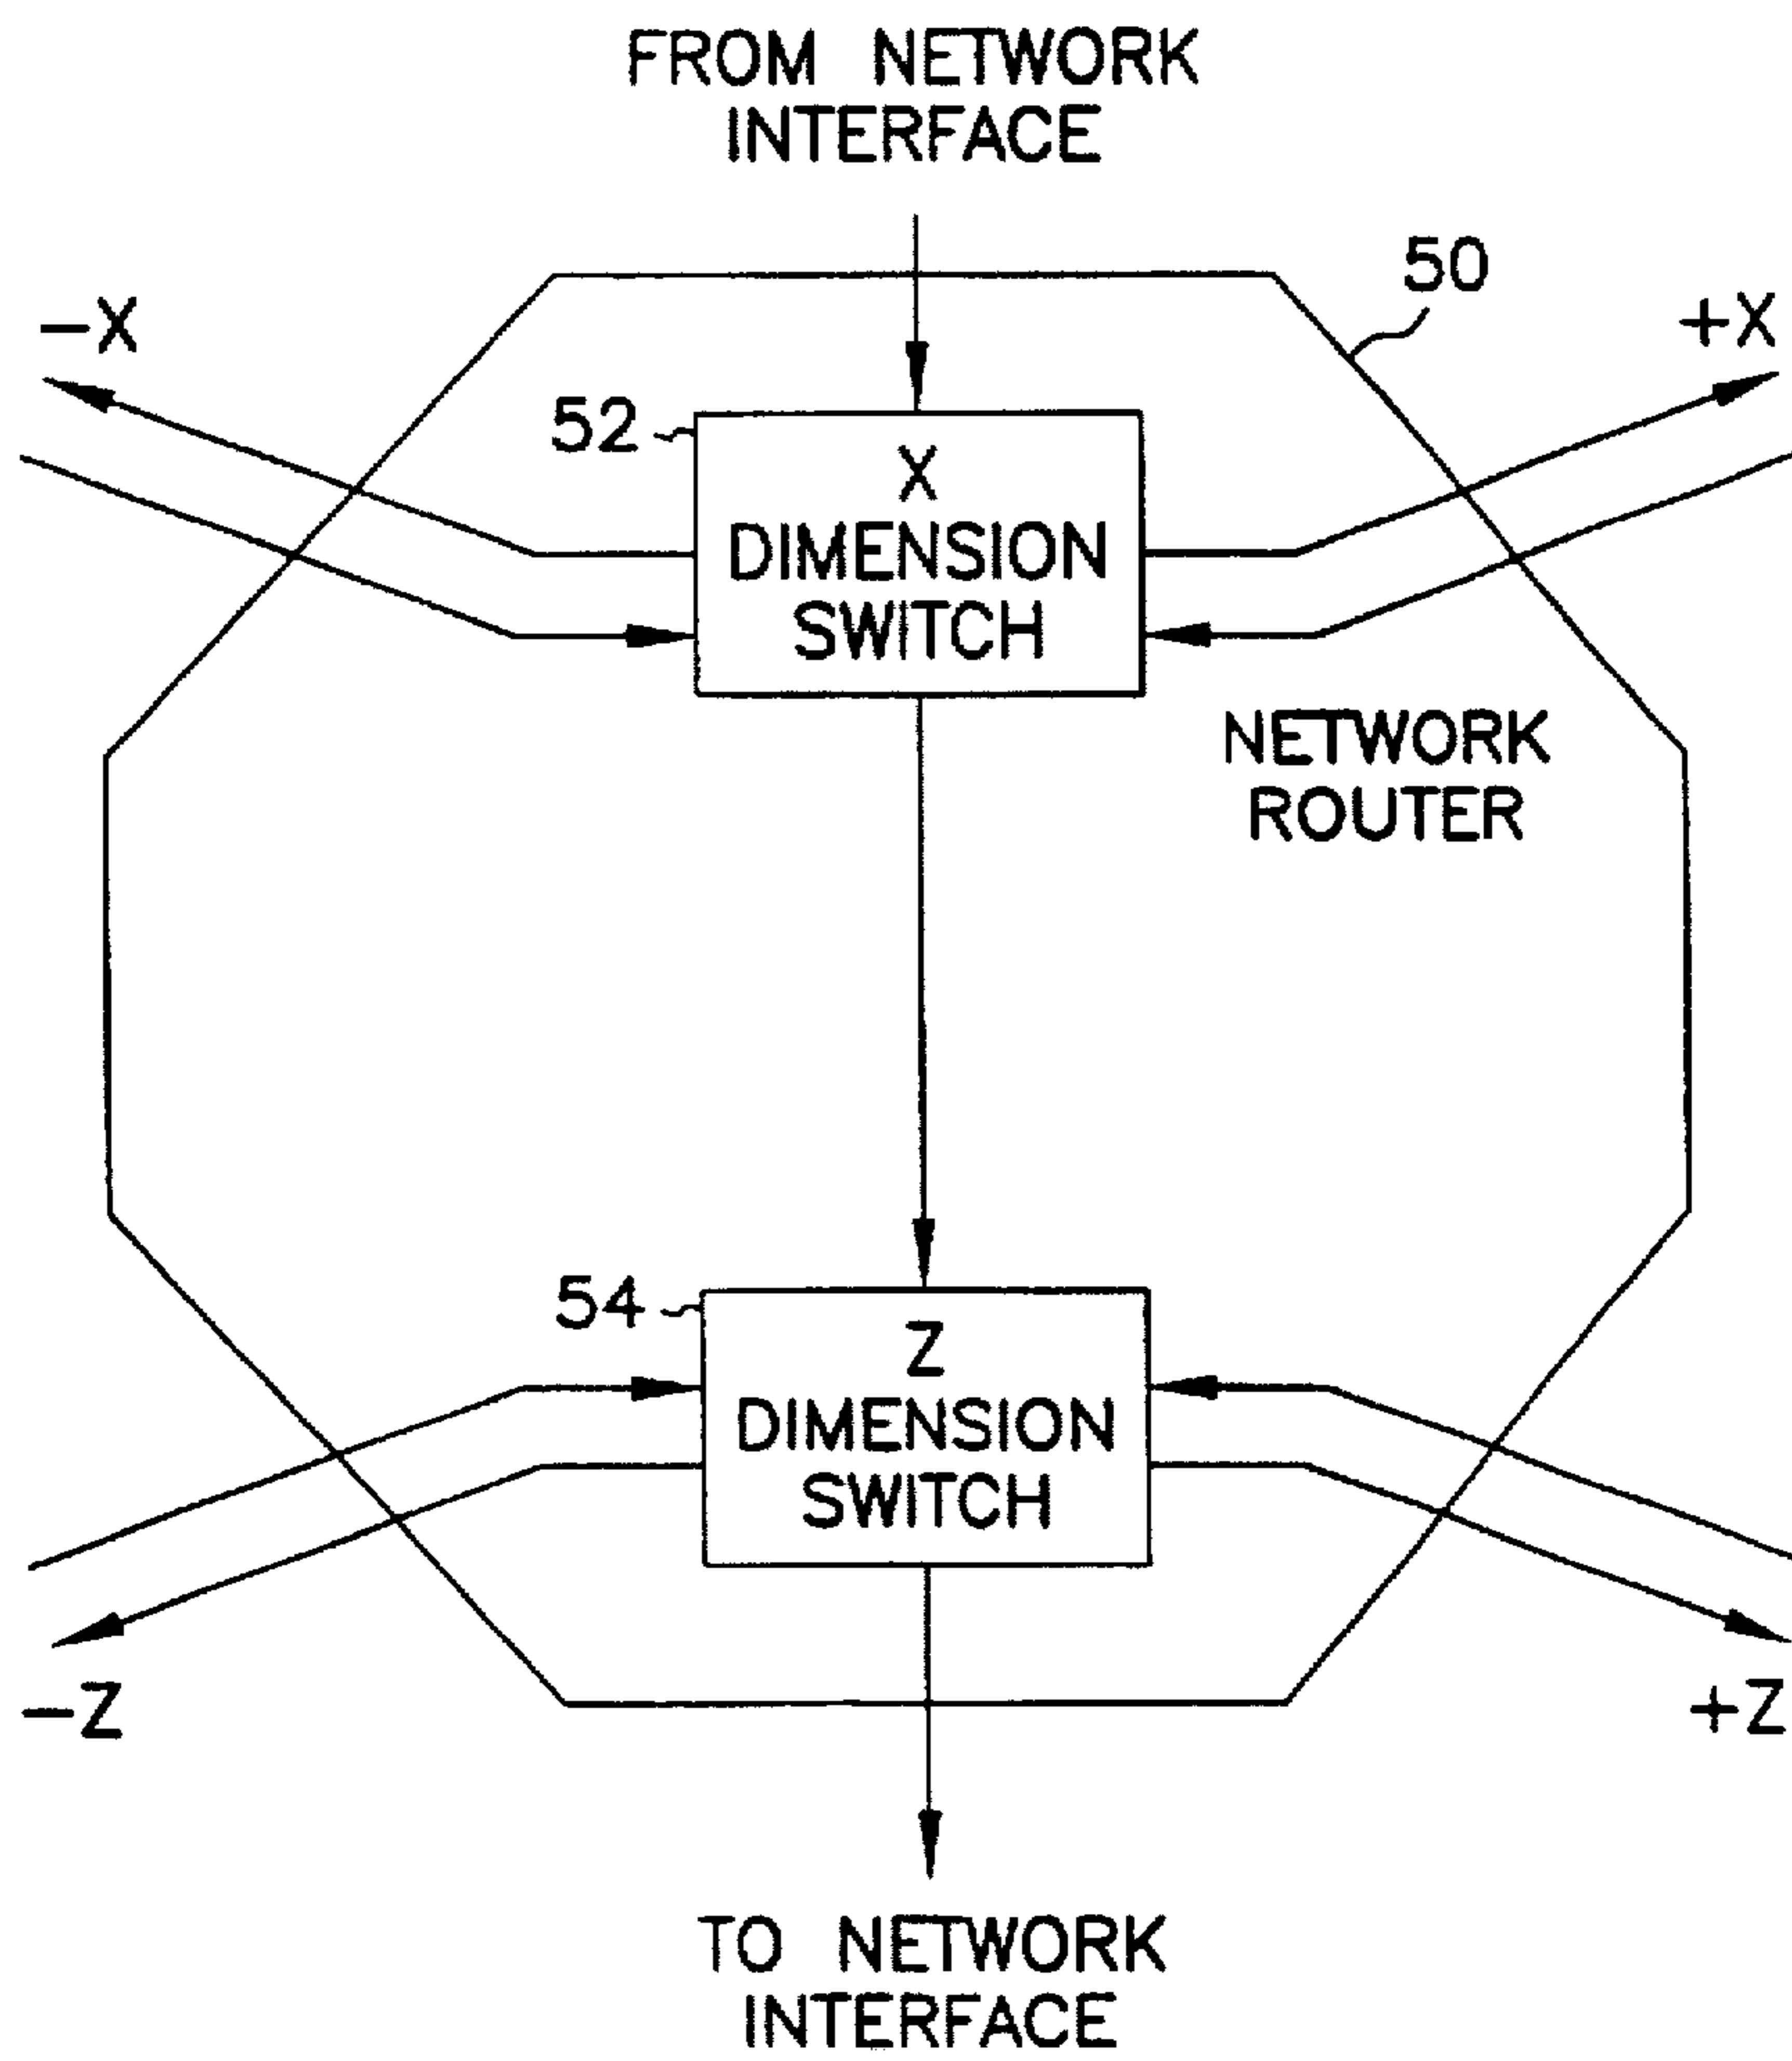 FROM NETWORK
INTERFACE
50
-X
+X
52
X
DIMENSION
SWITCH
NETWORK
ROUTER
54
Z
DIMENSION
SWITCH
-Z
+Z
TO NETWORK
INTERFACE